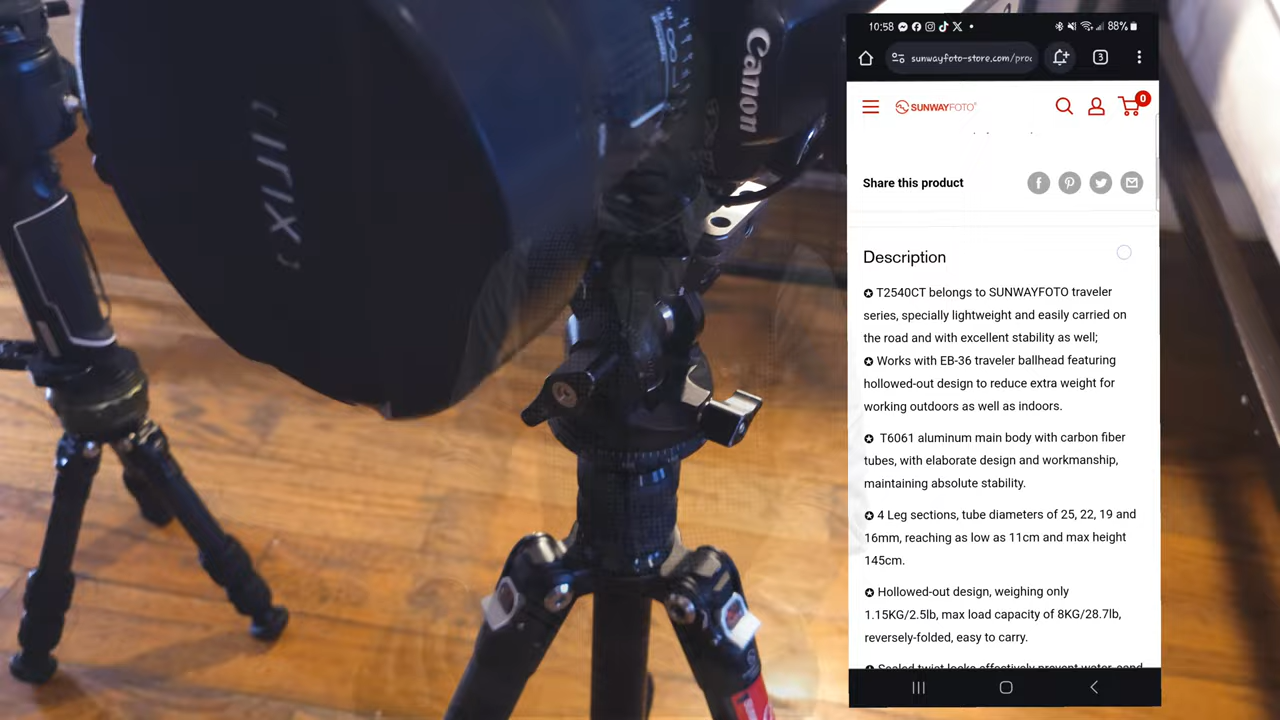 IRIX
Canon
10:58
88%
sunwayfoto-store.com/proc
3
SUNWAYFOTO
0
Share this product
Description
✪ T2540CT belongs to SUNWAYFOTO traveler
series, specially lightweight and easily carried on
the road and with excellent stability as well;
✪ Works with EB-36 traveler ballhead featuring
hollowed-out design to reduce extra weight for
working outdoors as well as indoors.
✪ T6061 aluminum main body with carbon fiber
tubes, with elaborate design and workmanship,
maintaining absolute stability.
✪ 4 Leg sections, tube diameters of 25, 22, 19 and
16mm, reaching as low as 11cm and max height
145cm.
✪ Hollowed-out design, weighing only
1.15KG/2.5lb, max load capacity of 8KG/28.7lb,
reversely-folded, easy to carry.